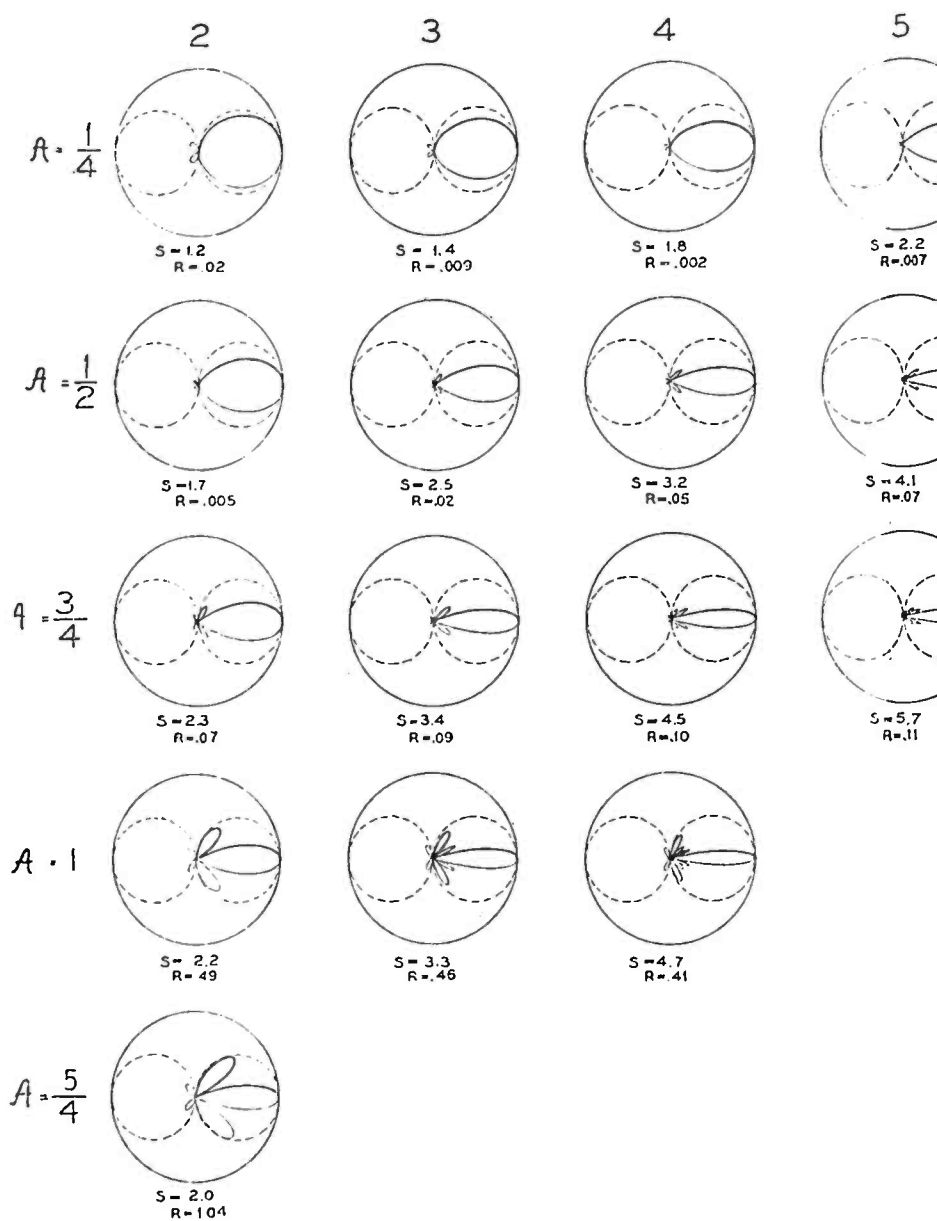 2 3 4 5
A = 1/4
S = 1.2 S = 1.4 S = 1.8 S = 2.2
R = .02 R = .009 R = .002 R = .007
A = 1/2
S = 1.7 S = 2.5 S = 3.2 S = 4.1
R = .005 R = .02 R = .05 R = .07
A = 3/4
S = 2.3 S = 3.4 S = 4.5 S = 5.7
R = .07 R = .09 R = .10 R = .11
A = 1
S = 2.2 S = 3.3 S = 4.7
R = .49 R = .46 R = .41
A = 5/4
S = 2.0
R = 1.04